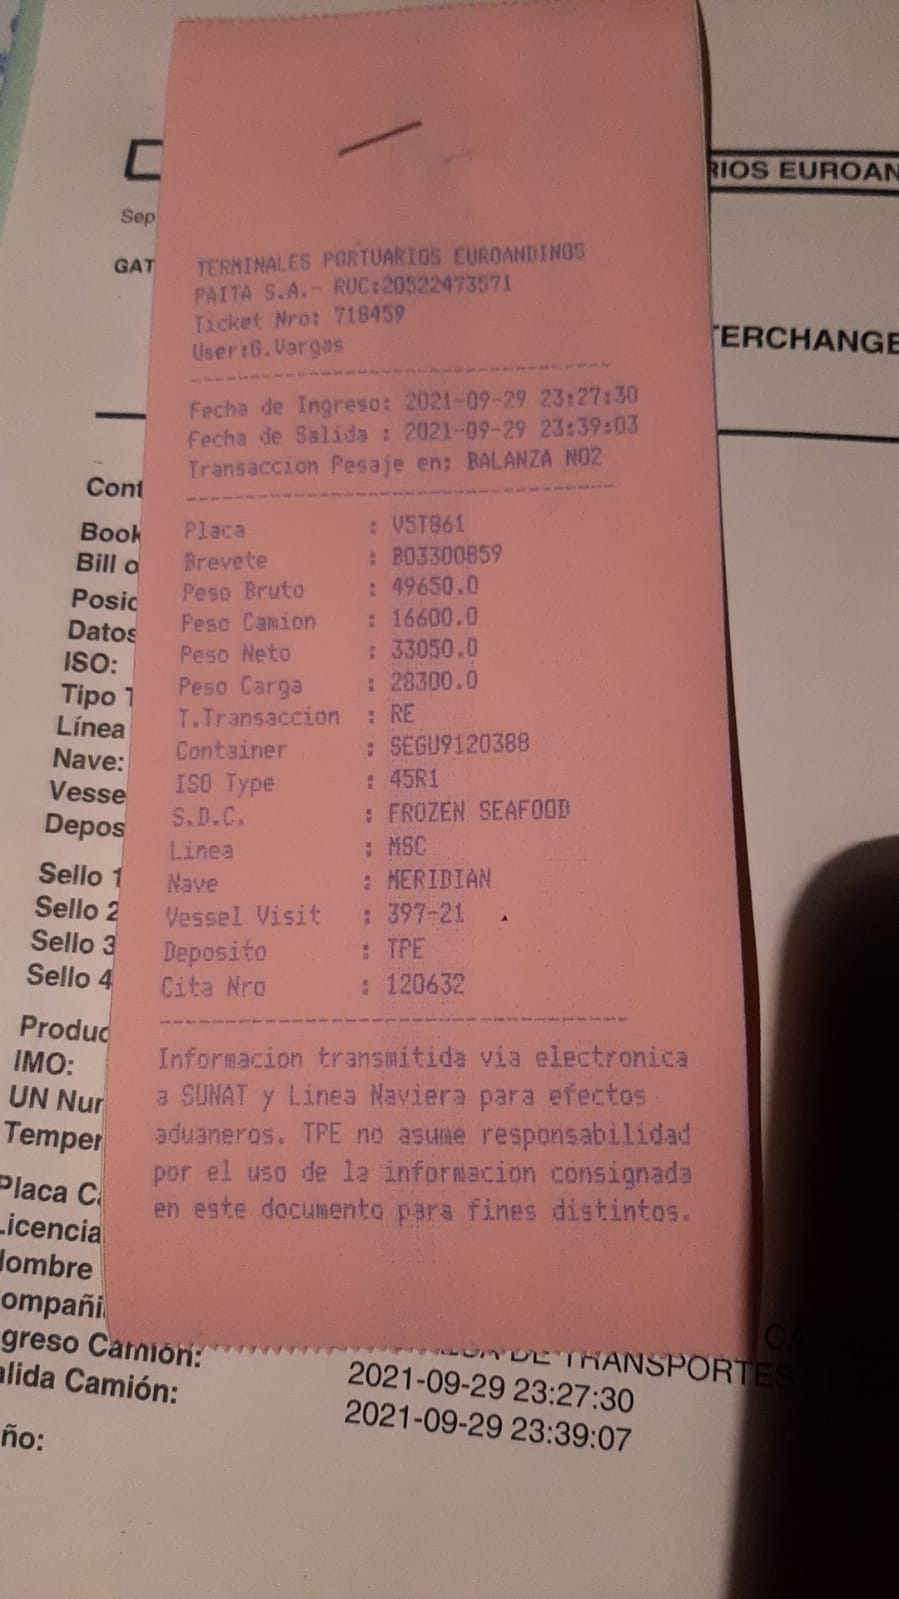 RIOS EUROAN
Sep
GAT
TERCHANGE
TERMINALES PORTUARIOS EUROANDINOS
PAITA S.A.- RUC:20522473571
Ticket Nro: 718459
User:G.Vargas
Fecha de Ingreso: 2021-09-29 23:27:30
Fecha de Salida : 2021-09-29 23:39:03
Transaccion Pesaje en: BALANZA NO2
Placa : V5T861
Brevete : B03300859
Peso Bruto : 49650.0
Peso Camion : 16600.0
Peso Neto : 33050.0
Peso Carga : 28300.0
T.Transaccion : RE
Container : SEGU9120388
ISO Type : 45R1
S.D.C. : FROZEN SEAFOOD
Linea : MSC
Nave : MERIDIAN
Vessel Visit : 397-21
Deposito : TPE
Cita Nro : 120632
Informacion transmitida via electronica
a SUNAT y Linea Naviera para efectos
aduaneros. TPE no asume responsabilidad
por el uso de la informacion consignada
en este documento para fines distintos.
Cont
Book
Bill o
Posic
Datos
ISO:
Tipo T
Línea
Nave:
Vesse
Depos
Sello 1
Sello 2
Sello 3
Sello 4
Produc
IMO:
UN Nur
Temper
Placa C
Licencia
ombre
ompañi
greso Camión: 2021-09-29 23:27:30
alida Camión: 2021-09-29 23:39:07
ño:
DE TRANSPORTES